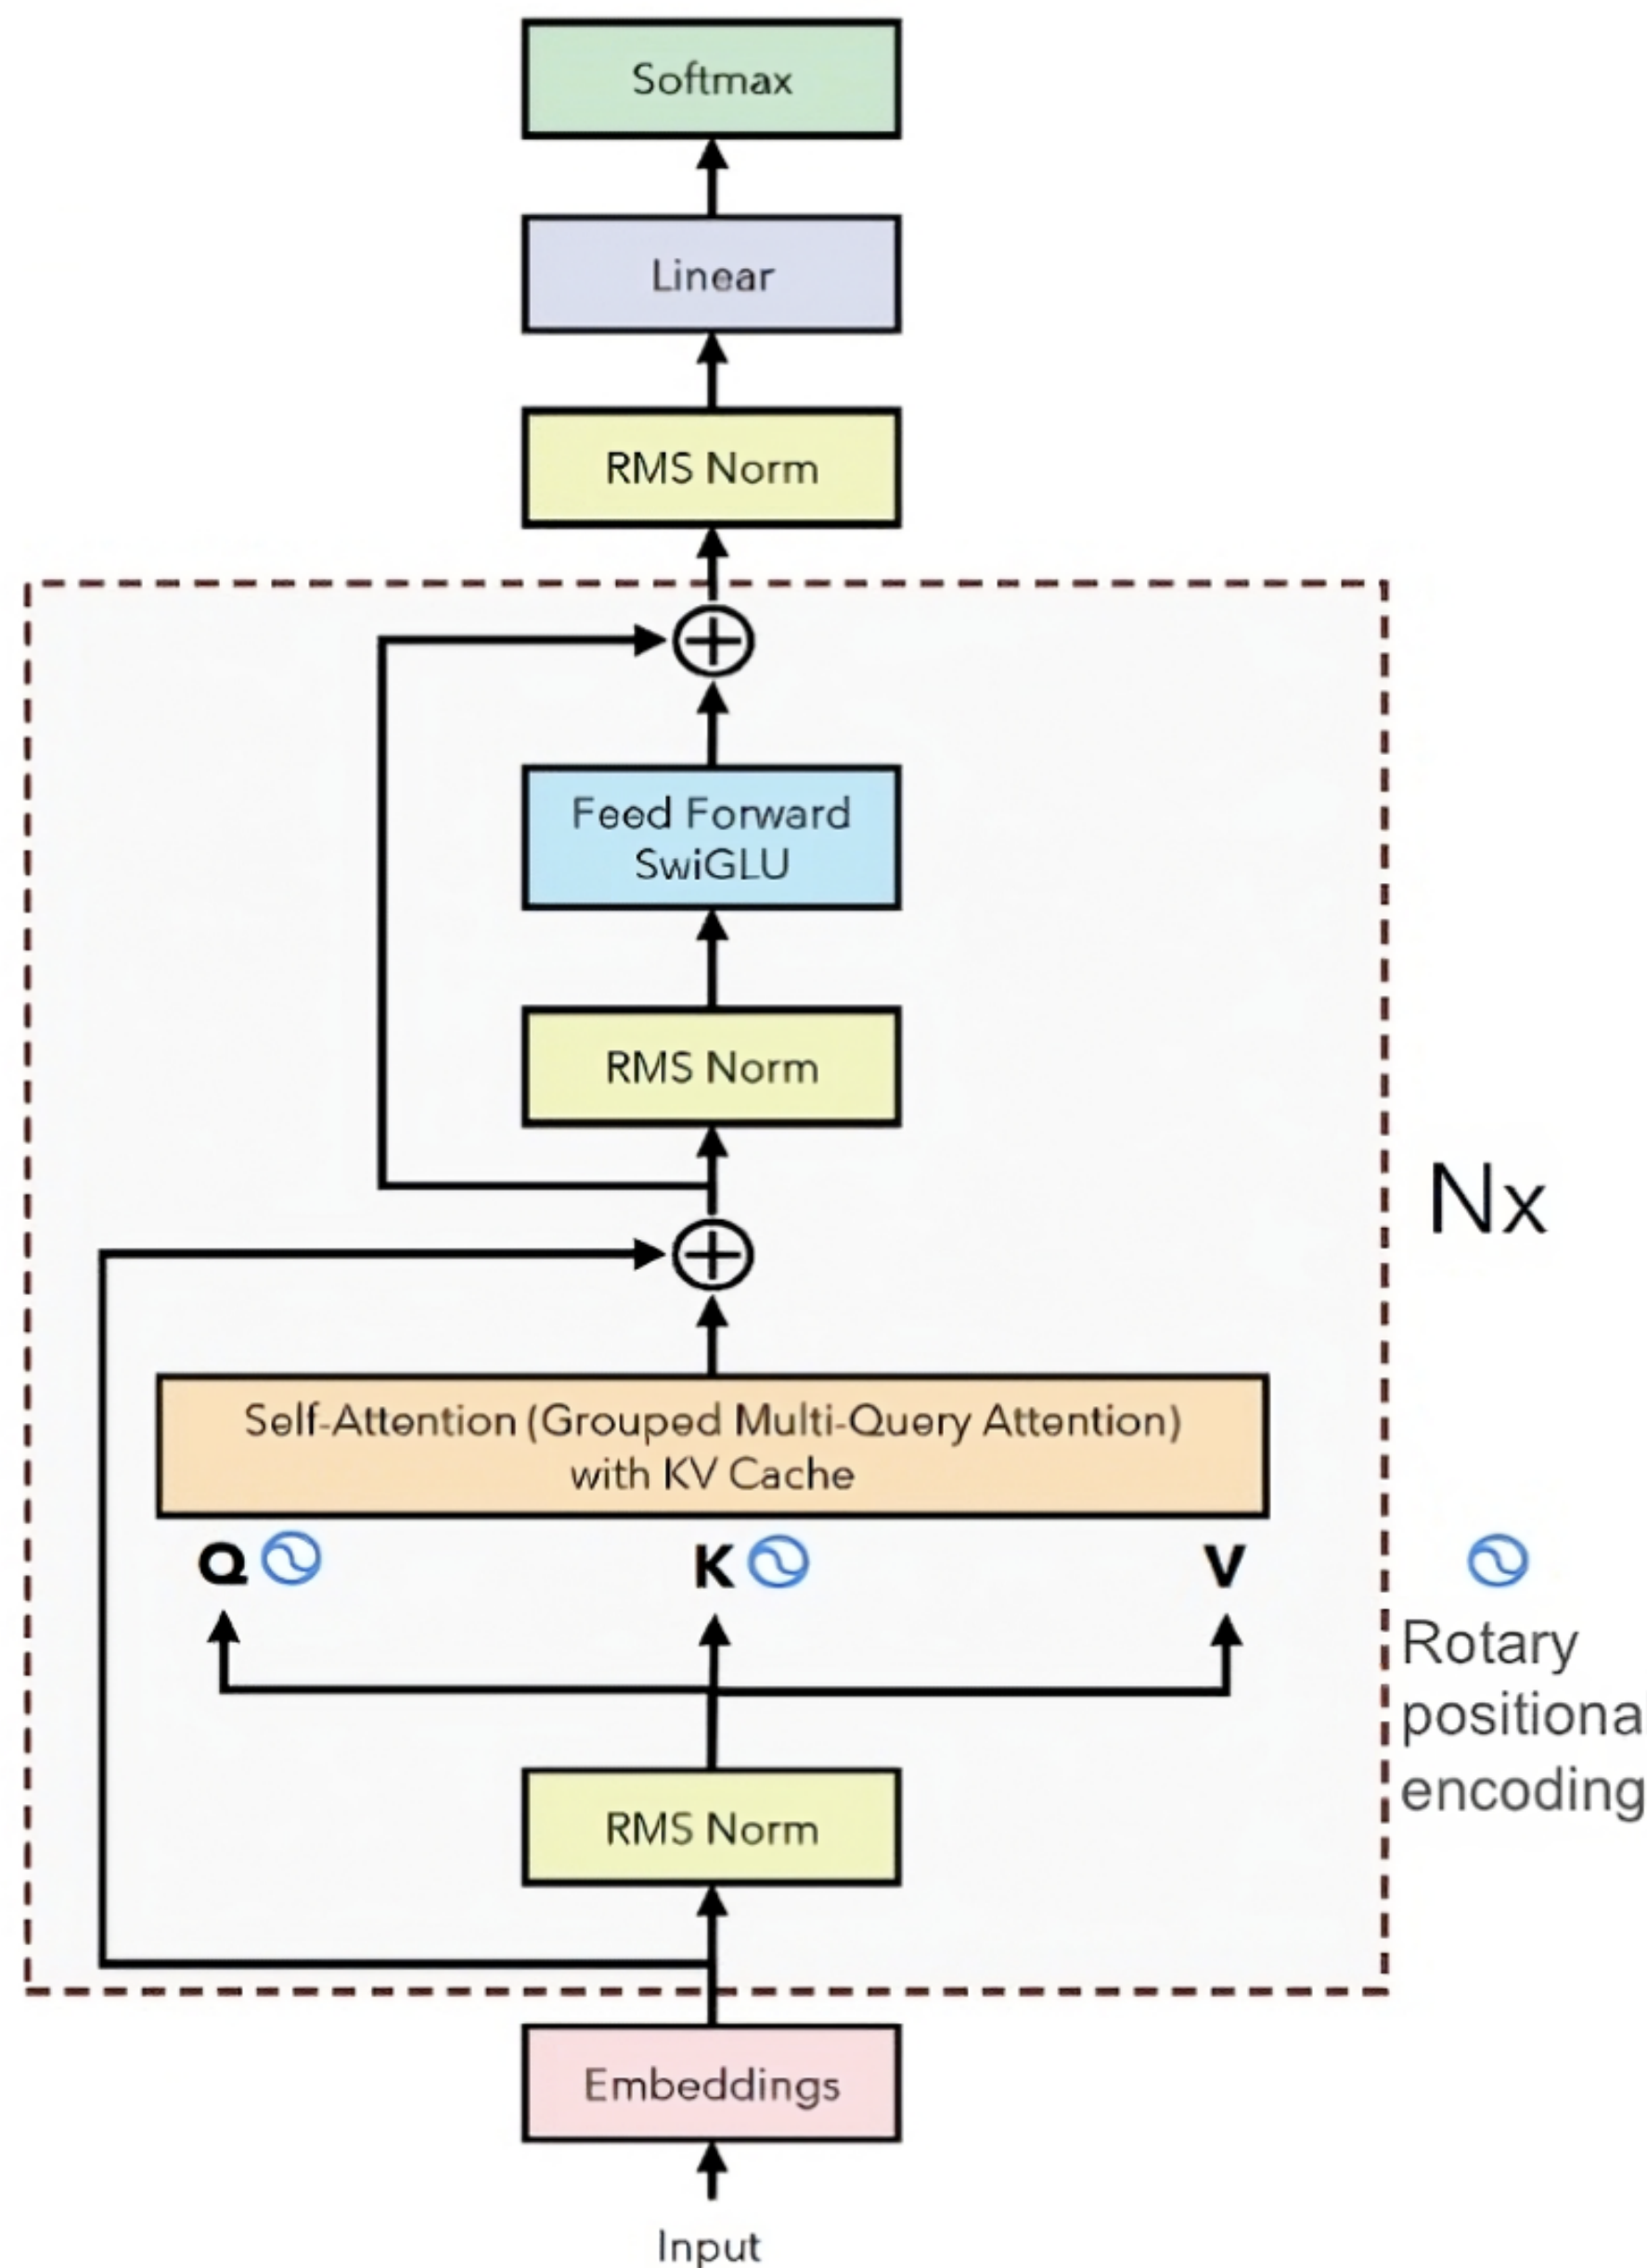 Softmax
Linear
RMS Norm
Feed Forward
SwiGLU
RMS Norm
Nx
Self-Attention (Grouped Multi-Query Attention)
with KV Cache
Q
K
V
Rotary
positiona
encoding
RMS Norm
Embeddings
Input